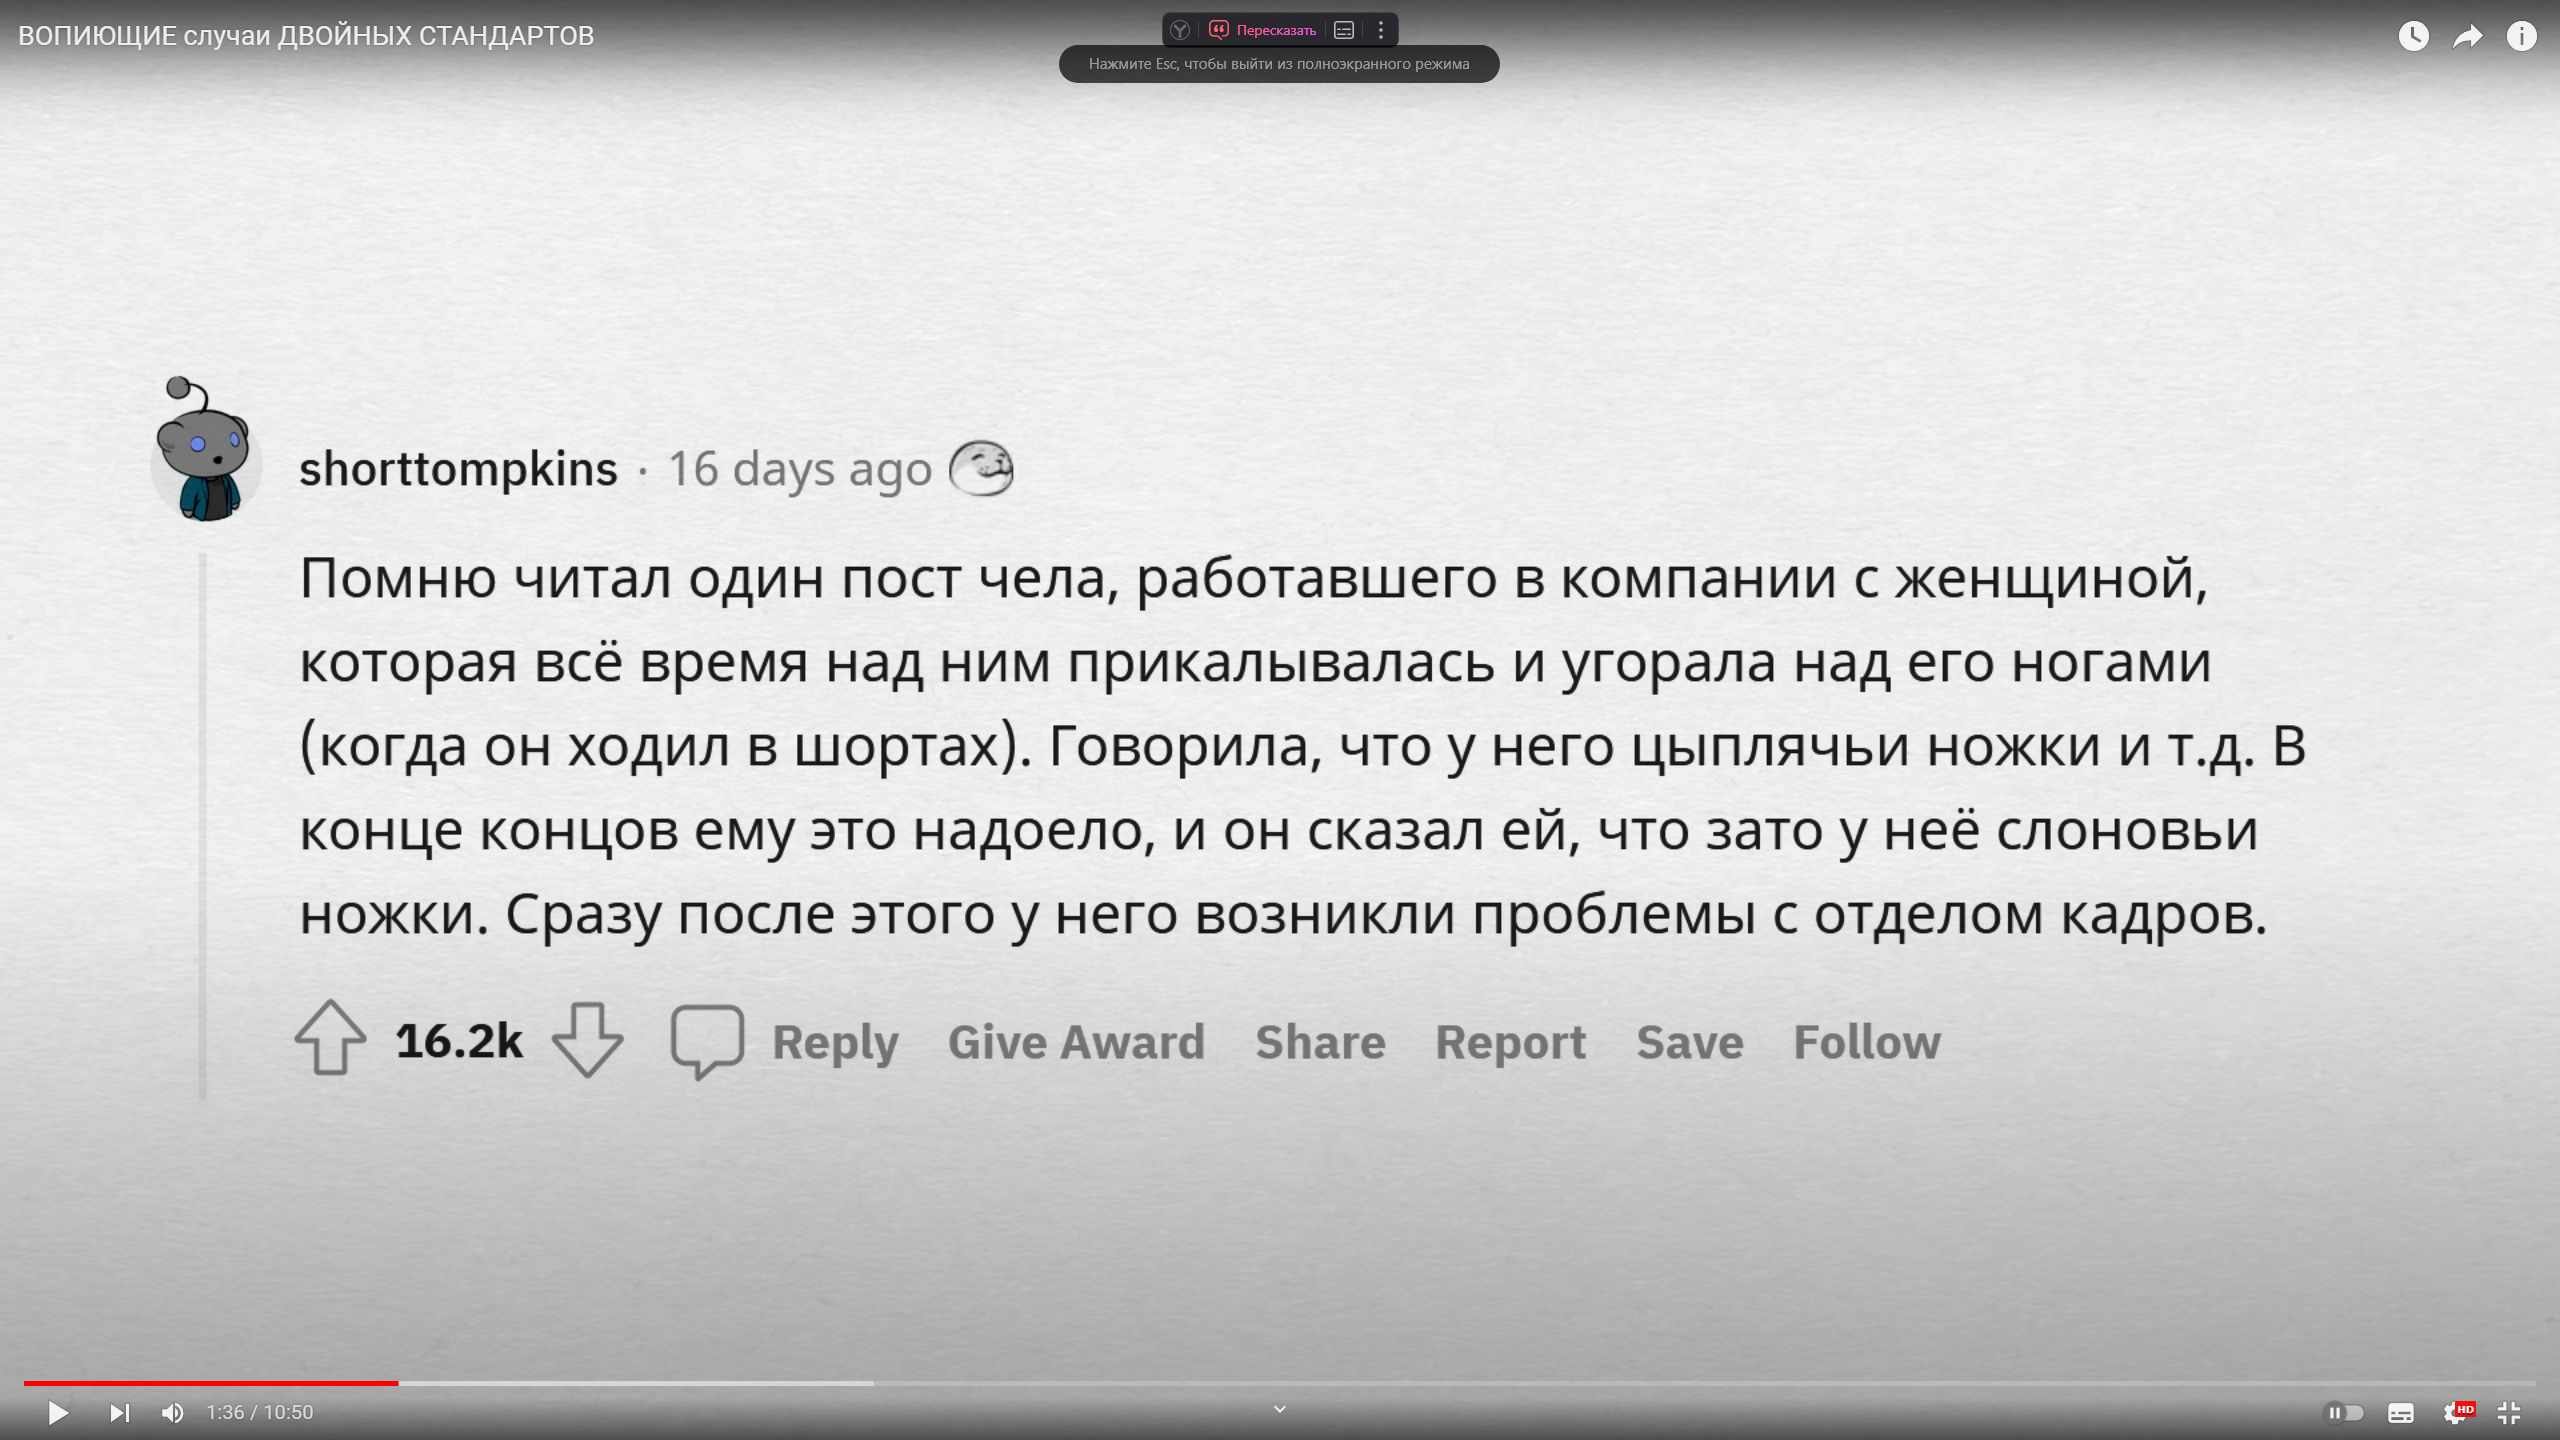 ВОПИЮЩИЕ случаи ДВОЙНЫХ СТАНДАРТОВ
Пересказать
Нажмите Esc, чтобы выйти из полноэкранного режима
shorttompkins · 16 days ago
Помню читал один пост чела, работавшего в компании с женщиной,
которая всё время над ним прикалывалась и угорала над его ногами
(когда он ходил в шортах). Говорила, что у него цыплячьи ножки и т.д. В
конце концов ему это надоело, и он сказал ей, что зато у неё слоновьи
ножки. Сразу после этого у него возникли проблемы с отделом кадров.
16.2k Reply Give Award Share Report Save Follow
1:36 / 10:50
HD